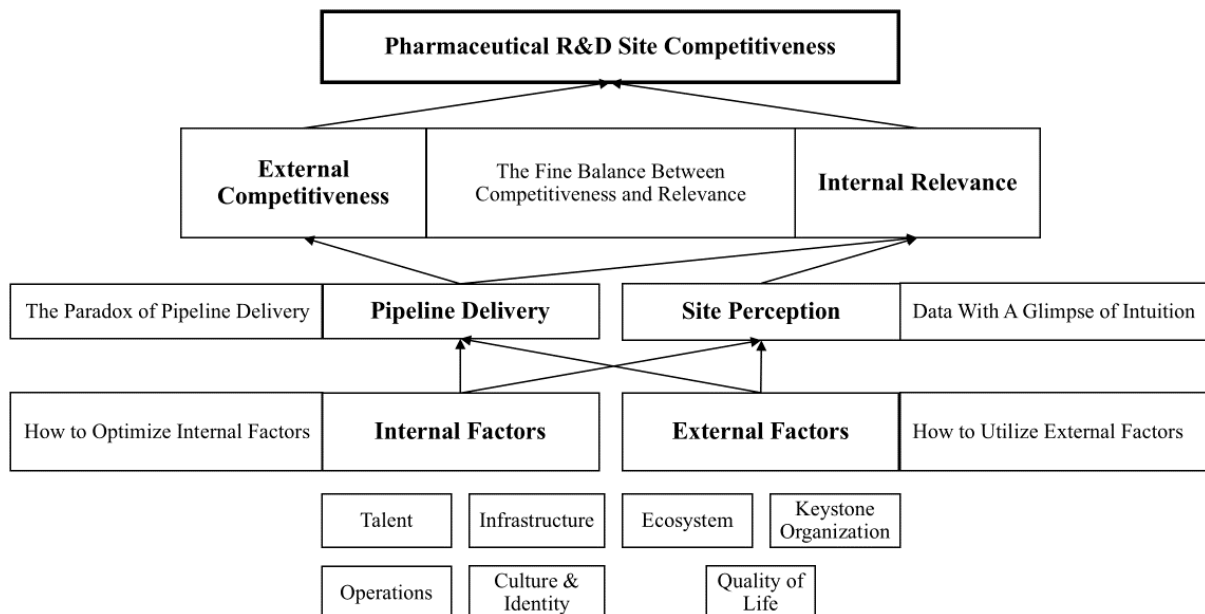 Pharmaceutical R&D Site Competitiveness
External
Competitiveness
The Fine Balance Between
Competitiveness and Relevance
Internal Relevance
The Paradox of Pipeline Delivery
Pipeline Delivery
Site Perception
Data With A Glimpse of Intuition
How to Optimize Internal Factors
Internal Factors
External Factors
How to Utilize External Factors
Talent
Infrastructure
Ecosystem
Keystone
Organization
Operations
Culture &
Identity
Quality of
Life